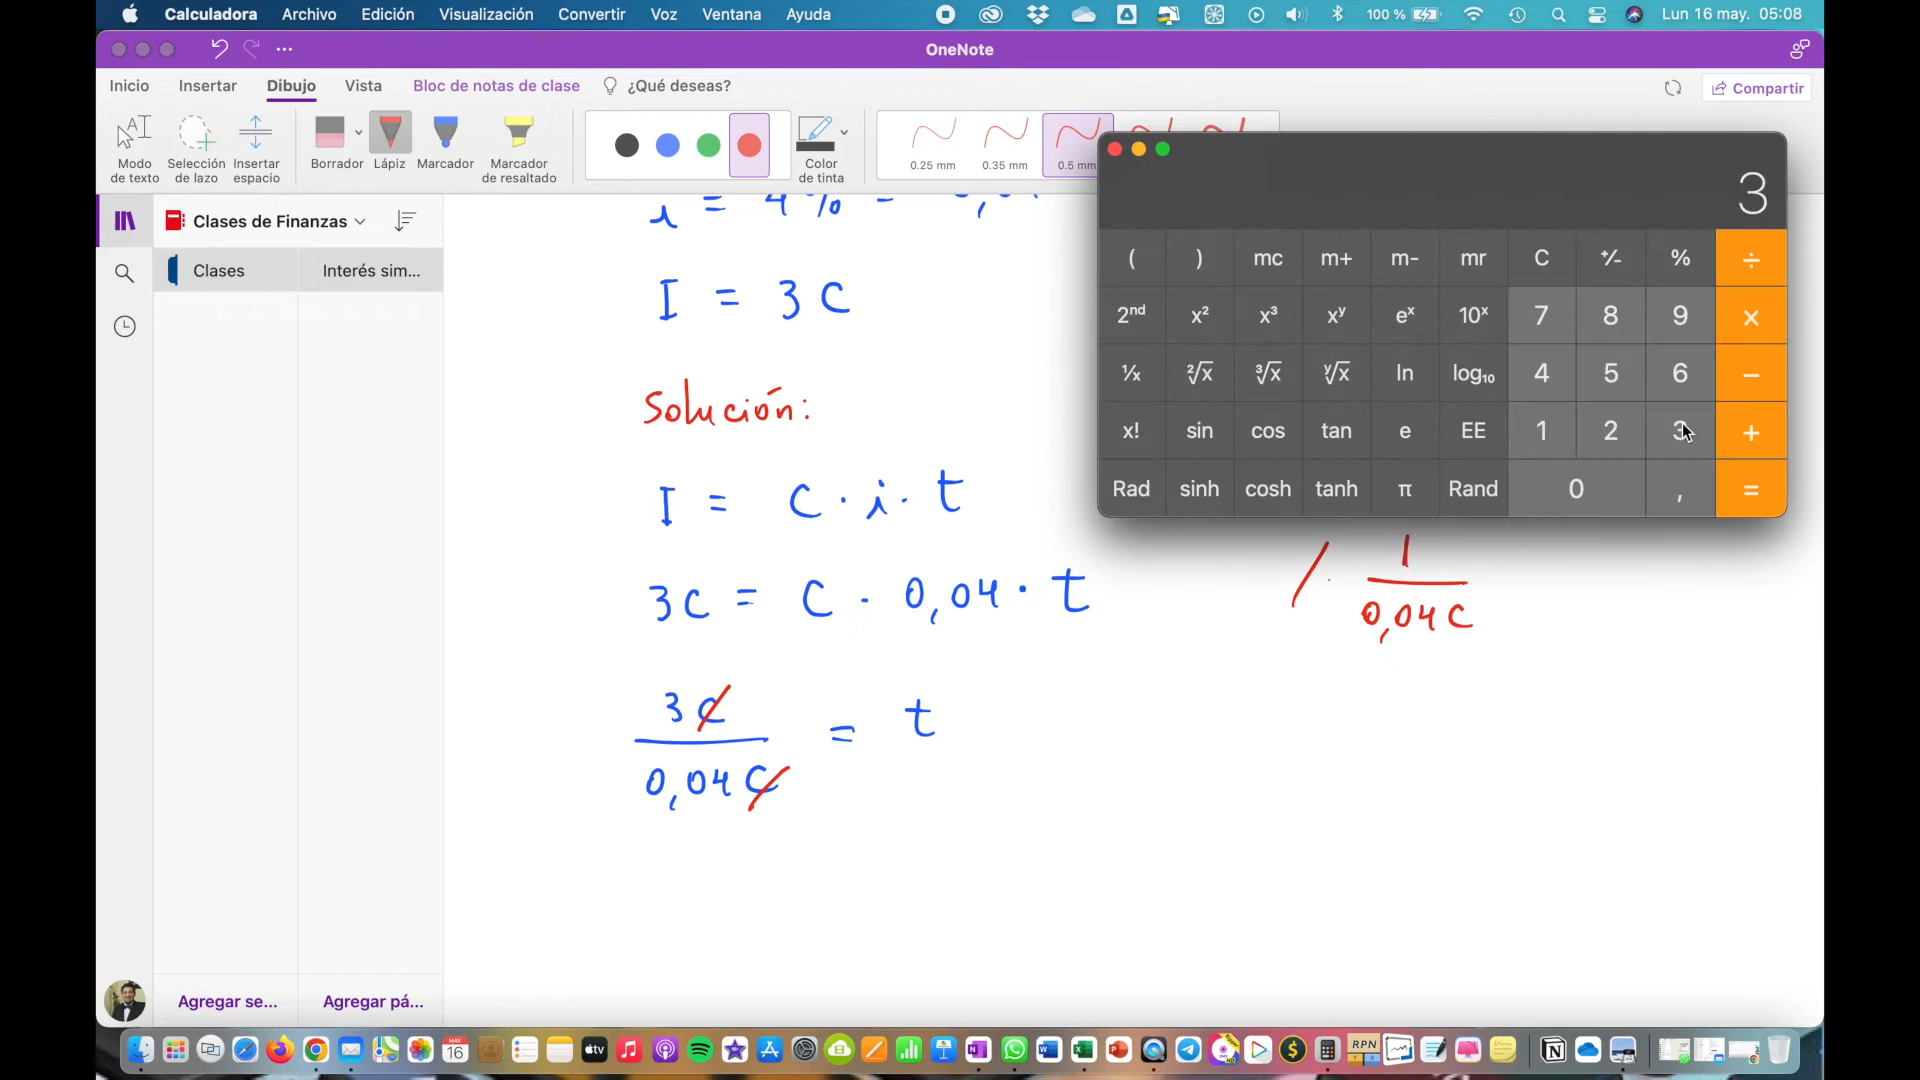 Calculadora Archivo Edición Visualización Convertir Voz Ventana Ayuda 100 % Lun 16 may. 05:08
OneNote
Inicio Insertar Dibujo Vista Bloc de notas de clase ¿Qué deseas? Compartir
Modo de texto Selección de lazo Insertar espacio Borrador Lápiz Marcador Marcador de resaltado Color de tinta 0.25 mm 0.35 mm 0.5 mm
Clases de Finanzas
Clases Interés sim...
3
( ) mc m+ m- mr C +/- % ÷
2nd x² x³ xʸ eˣ 10ˣ 7 8 9 ×
¹/x ²√x ³√x ʸ√x ln log₁₀ 4 5 6 −
x! sin cos tan e EE 1 2 3 +
Rad sinh cosh tanh π Rand 0 , =
i = 4% =
I = 3C
Solución:
I = C · i · t
3C = C · 0,04 · t / · 1
0,04C
3C = t
0,04C
Agregar se... Agregar pá...
MAY 16
tv
RPN